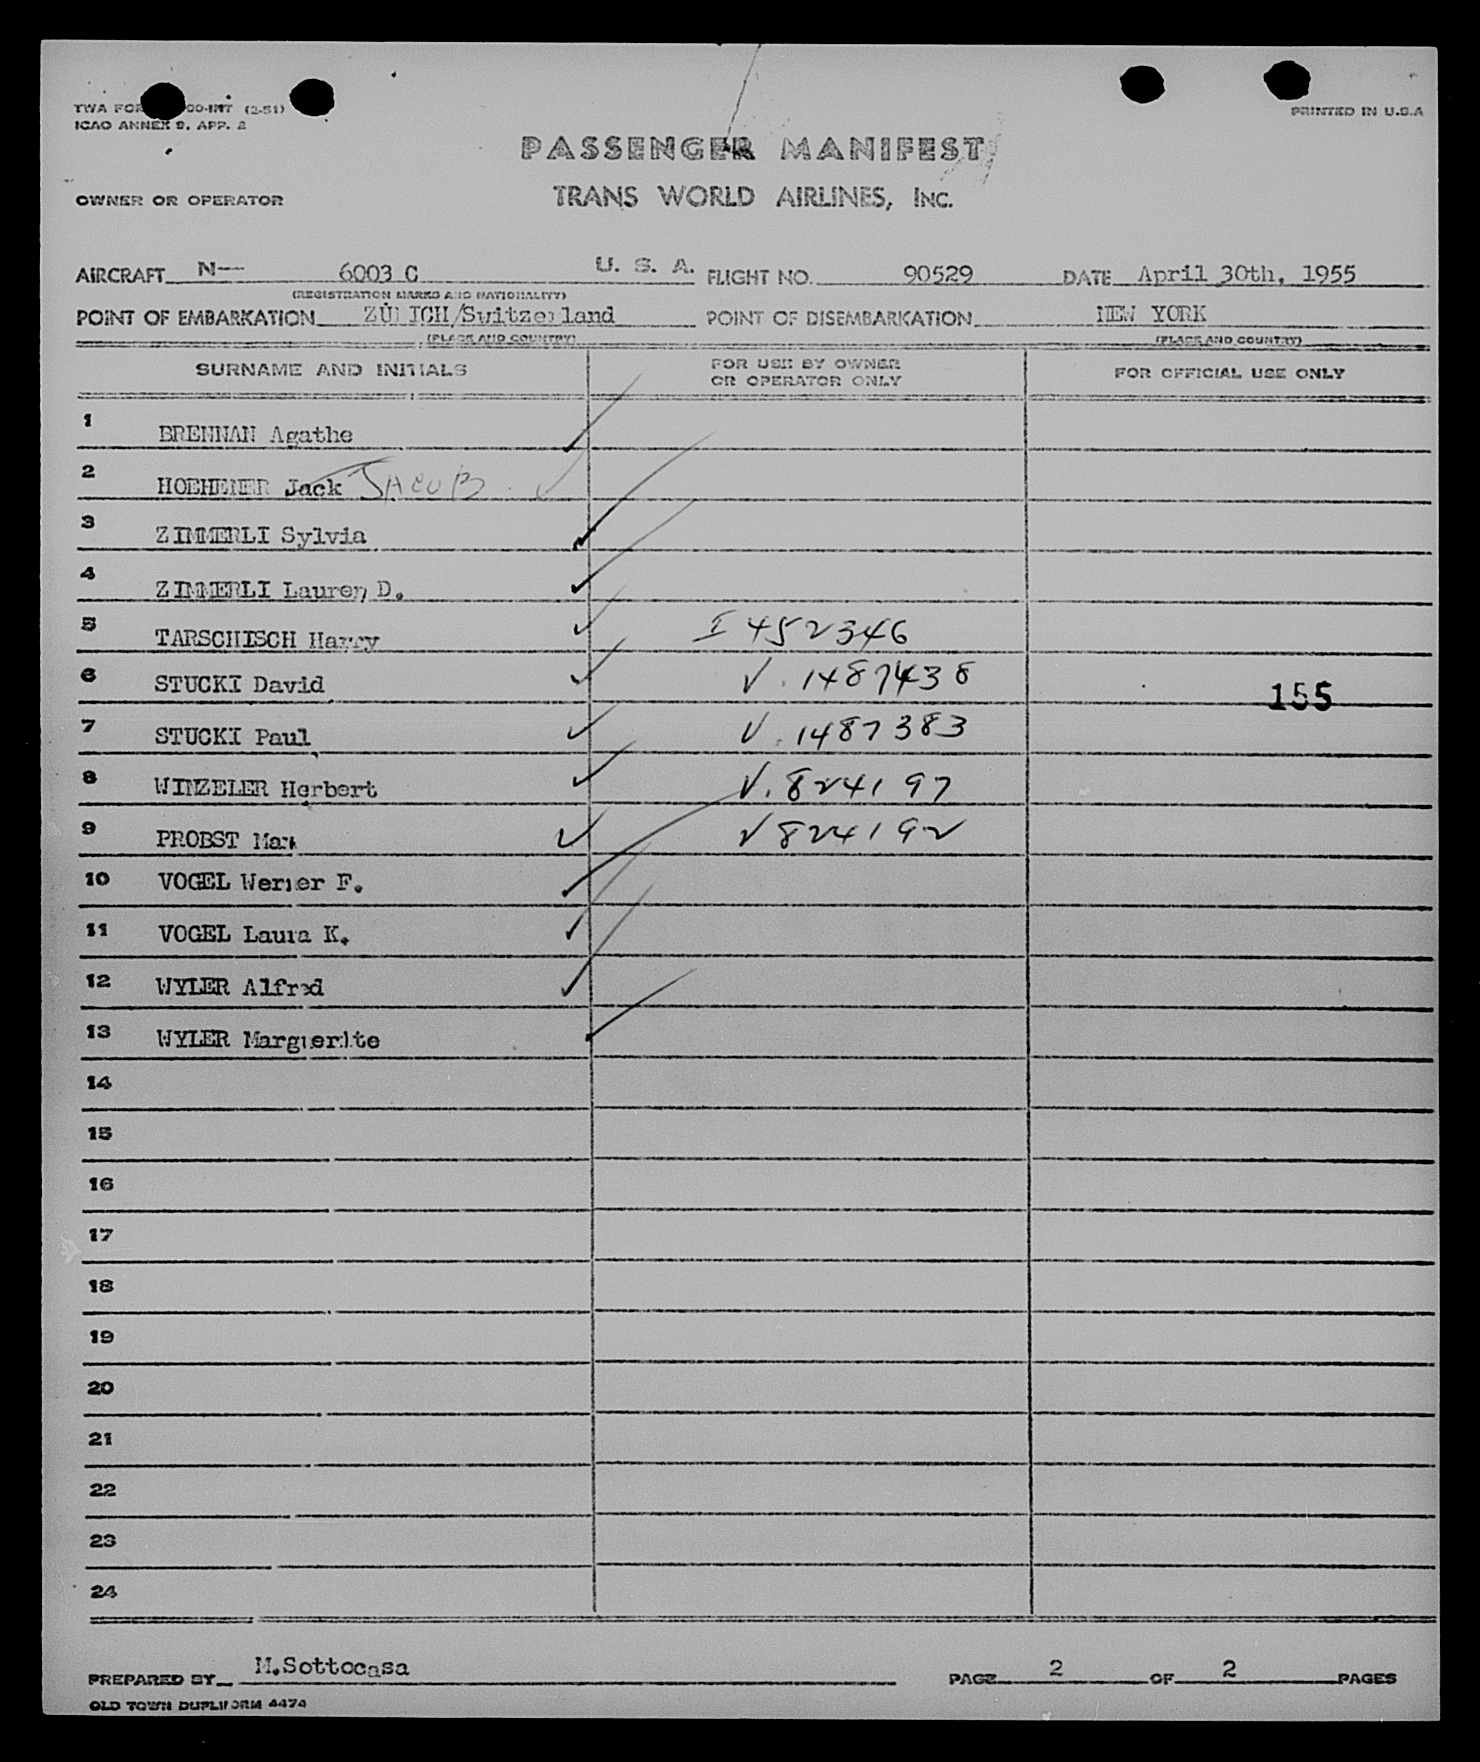 TWA FOR 00-INT (2-51)
ICAO ANNEX 9, APP. 2
PRINTED IN U.S.A
PASSENGER MANIFEST
OWNER OR OPERATOR TRANS WORLD AIRLINES, INC.
AIRCRAFT N-- 6003 C U. S. A. FLIGHT NO. 90529 DATE April 30th, 1955
(REGISTRATION MARKS AND NATIONALITY)
POINT OF EMBARKATION ZÜRICH/Switzerland POINT OF DISEMBARKATION NEW YORK
(PLACE AND COUNTRY) (PLACE AND COUNTRY)
SURNAME AND INITIALS FOR USE BY OWNER OR OPERATOR ONLY FOR OFFICIAL USE ONLY
1 BRENNAN Agathe
2 HOEHENER Jack JACOB
3 ZIMMERLI Sylvia
4 ZIMMERLI Lauren D.
5 TARSCHISCH Harry I 452346
6 STUCKI David V. 1487438 155
7 STUCKI Paul V. 1487383
8 WINZELER Herbert V. 824197
9 PROBST Max V 824192
10 VOGEL Werner F.
11 VOGEL Laura K.
12 WYLER Alfred
13 WYLER Marguerite
14
15
16
17
18
19
20
21
22
23
24
PREPARED BY M.Sottocasa PAGE 2 OF 2 PAGES
OLD TOWN DUPLIFORM 4474